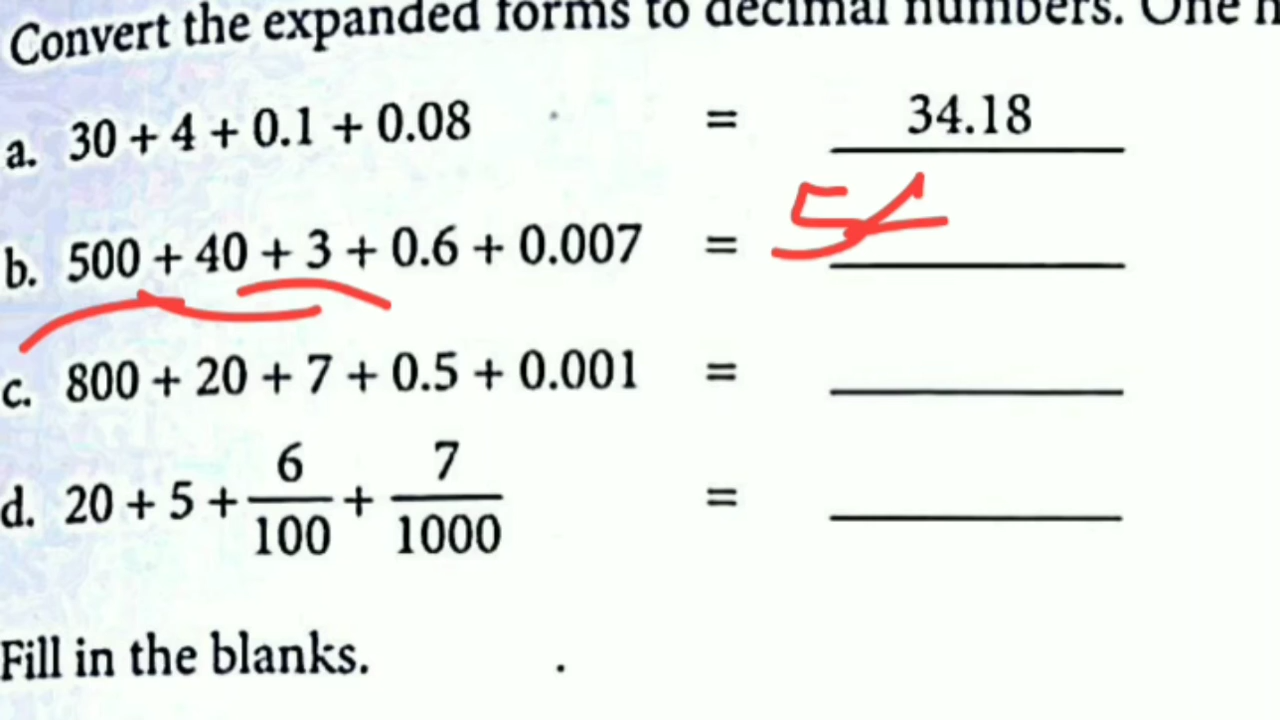 Convert the expanded forms to decimal numbers. One
a. 30 + 4 + 0.1 + 0.08 = 34.18
b. 500 + 40 + 3 + 0.6 + 0.007 = 54
c. 800 + 20 + 7 + 0.5 + 0.001 =
d. 20 + 5 + 6/100 + 7/1000 =
Fill in the blanks.